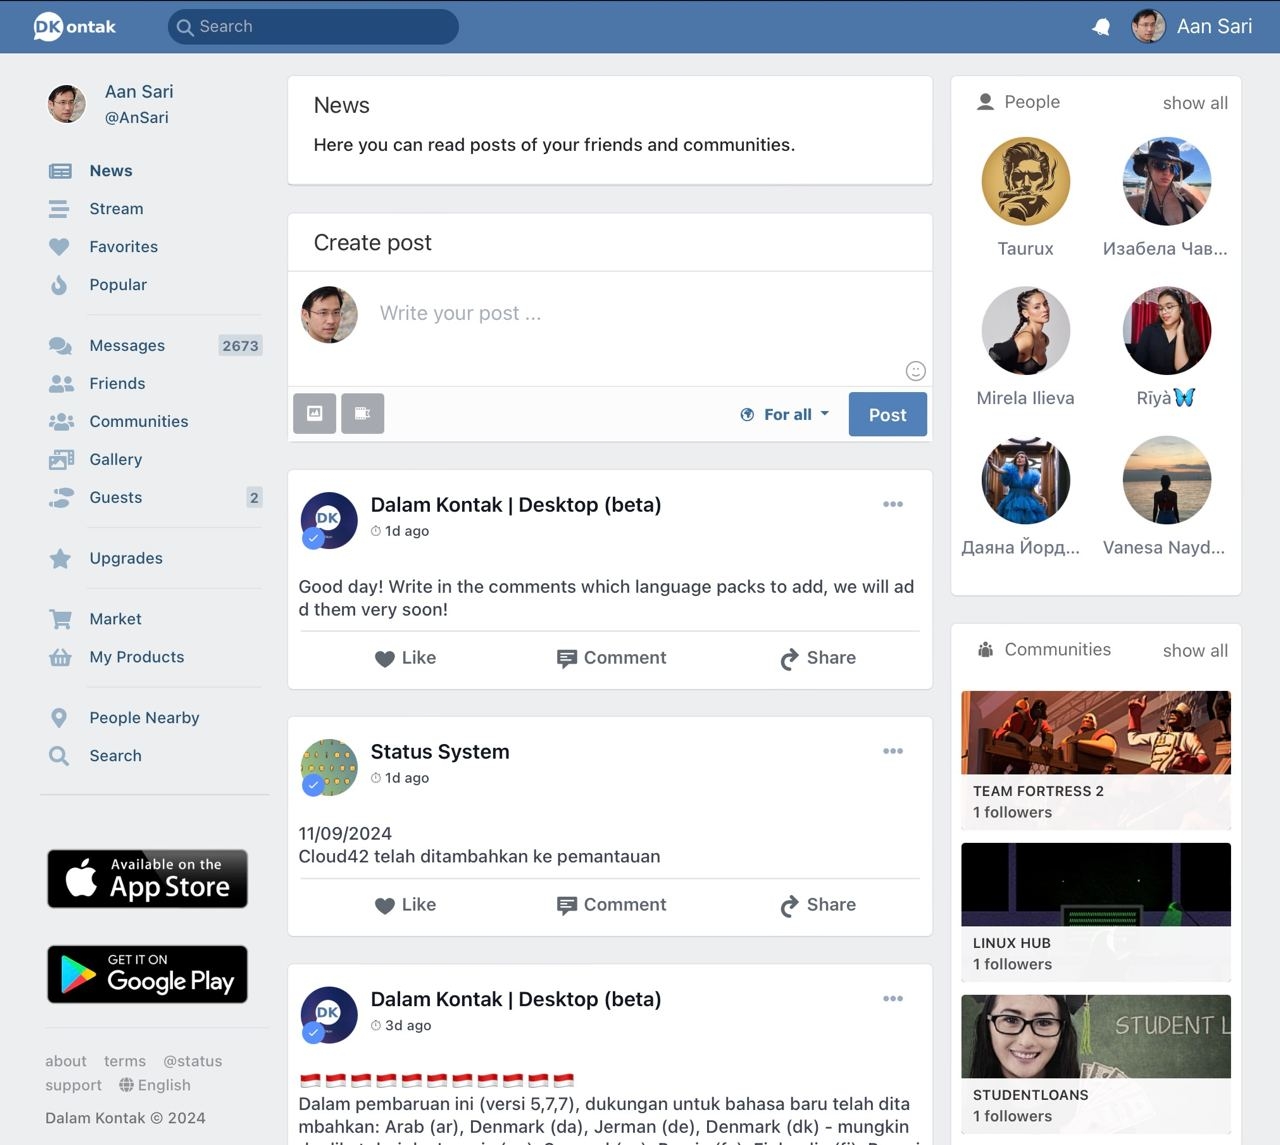 DKontak
Search
Aan Sari
Aan Sari
@AnSari
News
Stream
Favorites
Popular
Messages 2673
Friends
Communities
Gallery
Guests 2
Upgrades
Market
My Products
People Nearby
Search
Available on the
App Store
GET IT ON
Google Play
about terms @status
support English
Dalam Kontak © 2024
News
Here you can read posts of your friends and communities.
Create post
Write your post ...
For all
Post
Dalam Kontak | Desktop (beta)
1d ago
Good day! Write in the comments which language packs to add, we will ad
d them very soon!
Like Comment Share
Status System
1d ago
11/09/2024
Cloud42 telah ditambahkan ke pemantauan
Like Comment Share
Dalam Kontak | Desktop (beta)
3d ago
🇮🇩🇮🇩🇮🇩🇮🇩🇮🇩🇮🇩🇮🇩🇮🇩🇮🇩🇮🇩🇮🇩
Dalam pembaruan ini (versi 5,7,7), dukungan untuk bahasa baru telah dita
mbahkan: Arab (ar), Denmark (da), Jerman (de), Denmark (dk) - mungkin
People show all
Taurux
Изабела Чав...
Mirela Ilieva
Rīyà🦋
Даяна Йорд...
Vanesa Nayd...
Communities show all
TEAM FORTRESS 2
1 followers
LINUX HUB
1 followers
STUDENT L
STUDENTLOANS
1 followers